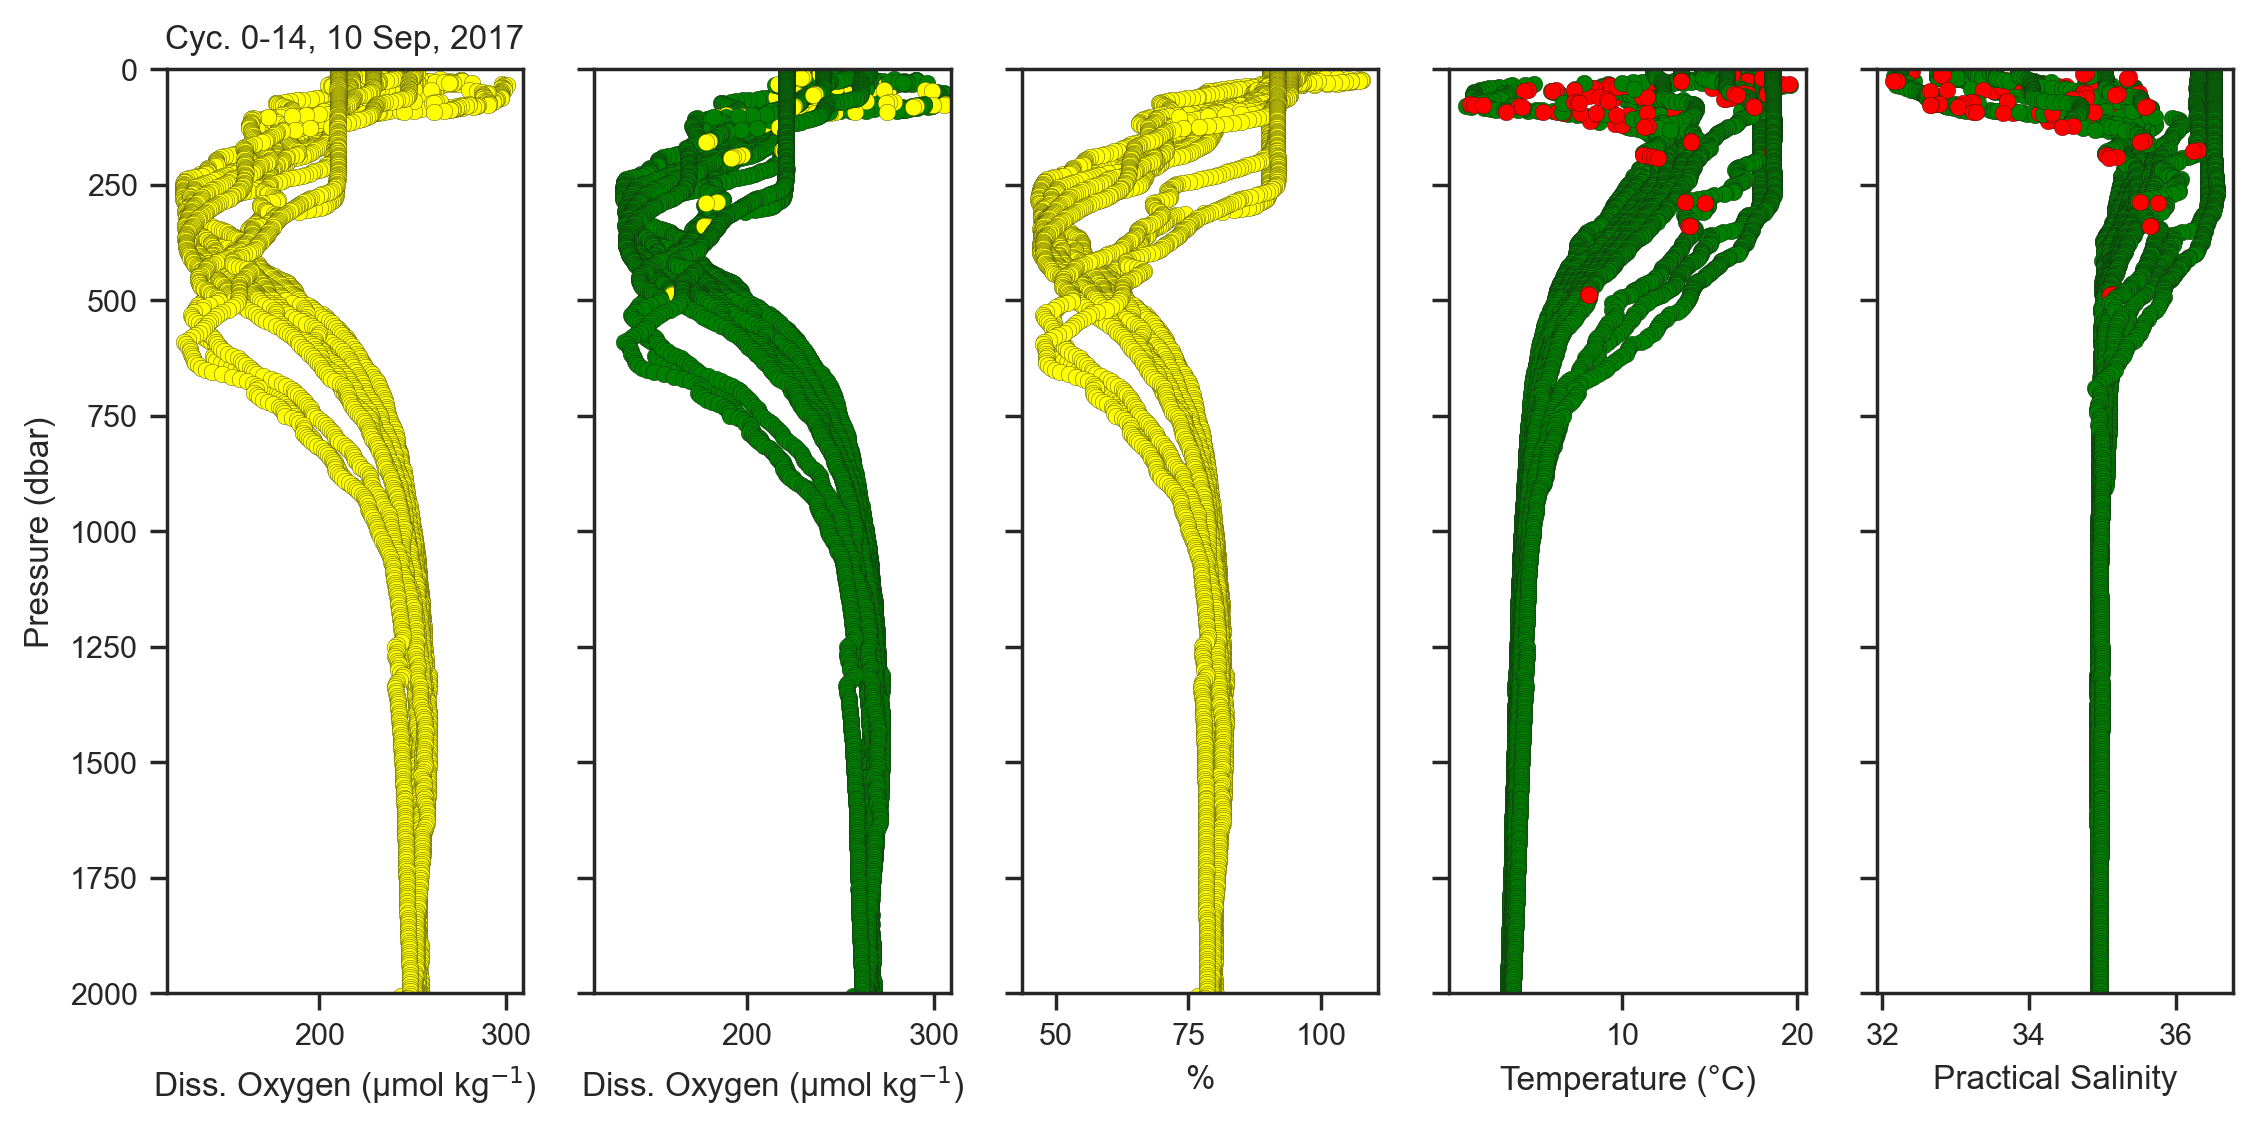 Cyc. 0-14, 10 Sep, 2017
0
250
500
750
1000
1250
1500
1750
2000
Pressure (dbar)
200 300
Diss. Oxygen (µmol kg⁻¹)
200 300
Diss. Oxygen (µmol kg⁻¹)
50 75 100
%
10 20
Temperature (°C)
32 34 36
Practical Salinity